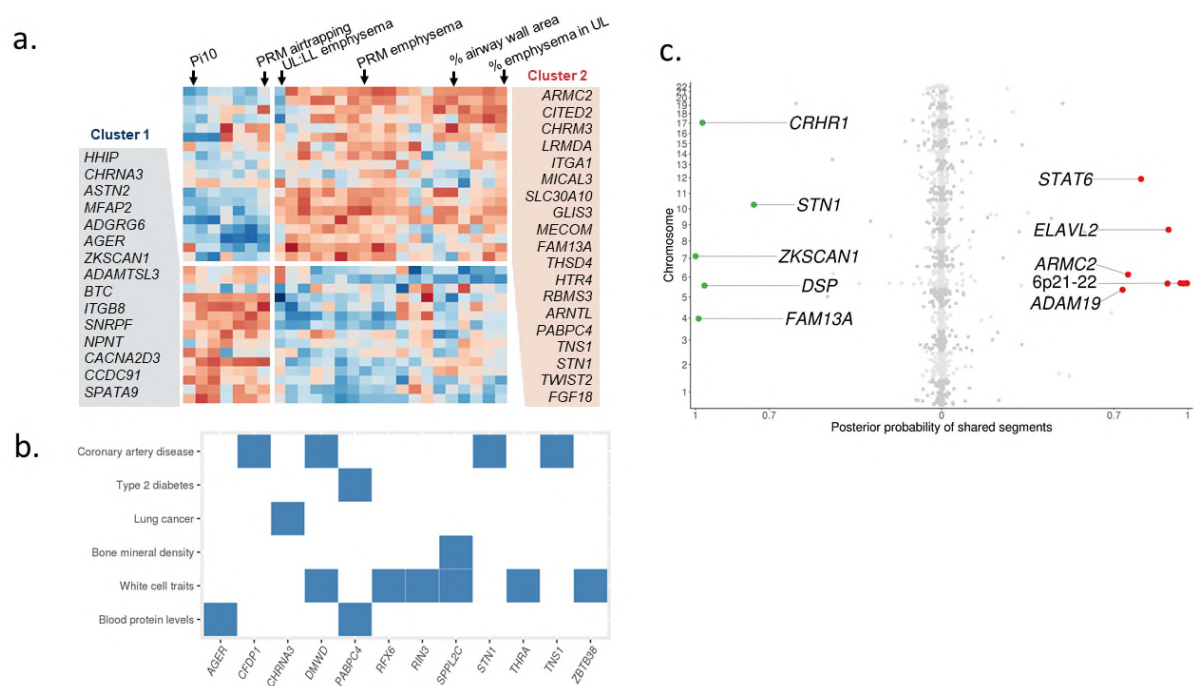 a.
Pi10
PRM airtrapping
UL:LL emphysema
PRM emphysema
% airway wall area
% emphysema in UL
Cluster 1
HHIP
CHRNA3
ASTN2
MFAP2
ADGRG6
AGER
ZKSCAN1
ADAMTSL3
BTC
ITGB8
SNRPF
NPNT
CACNA2D3
CCDC91
SPATA9
Cluster 2
ARMC2
CITED2
CHRM3
LRMDA
ITGA1
MICAL3
SLC30A10
GLIS3
MECOM
FAM13A
THSD4
HTR4
RBMS3
ARNTL
PABPC4
TNS1
STN1
TWIST2
FGF18
b.
Coronary artery disease
Type 2 diabetes
Lung cancer
Bone mineral density
White cell traits
Blood protein levels
AGER
CFDP1
CHRNA3
DMWD
PABPC4
RFX6
RIN3
SPPL2C
STN1
THRA
TNS1
ZBTB38
c.
Chromosome
22
21
20
19
18
17
16
15
14
13
12
11
10
9
8
7
6
5
4
3
2
1
CRHR1
STN1
ZKSCAN1
DSP
FAM13A
STAT6
ELAVL2
ARMC2
6p21-22
ADAM19
1 0.7 0 0.7 1
Posterior probability of shared segments